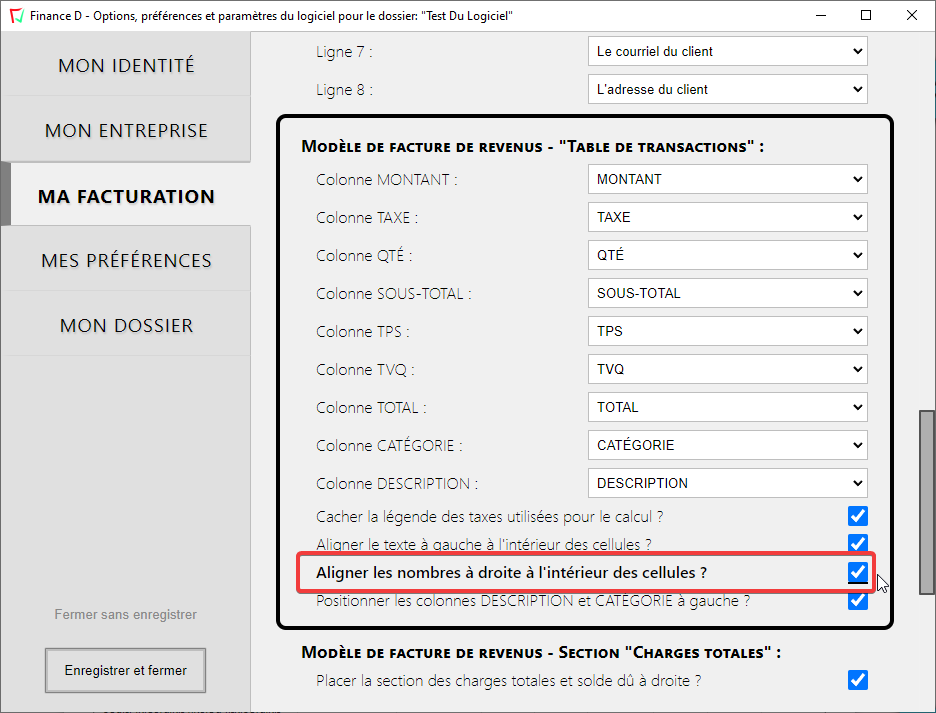 Finance D - Options, préférences et paramètres du logiciel pour le dossier: "Test Du Logiciel"
MON IDENTITÉ
MON ENTREPRISE
MA FACTURATION
MES PRÉFÉRENCES
MON DOSSIER
Fermer sans enregistrer
Enregistrer et fermer
Ligne 7 : Le courriel du client
Ligne 8 : L'adresse du client
Modèle de facture de revenus - "Table de transactions" :
Colonne MONTANT : MONTANT
Colonne TAXE : TAXE
Colonne QTÉ : QTÉ
Colonne SOUS-TOTAL : SOUS-TOTAL
Colonne TPS : TPS
Colonne TVQ : TVQ
Colonne TOTAL : TOTAL
Colonne CATÉGORIE : CATÉGORIE
Colonne DESCRIPTION : DESCRIPTION
Cacher la légende des taxes utilisées pour le calcul ?
Aligner le texte à gauche à l'intérieur des cellules ?
Aligner les nombres à droite à l'intérieur des cellules ?
Positionner les colonnes DESCRIPTION et CATÉGORIE à gauche ?
Modèle de facture de revenus - Section "Charges totales" :
Placer la section des charges totales et solde dû à droite ?